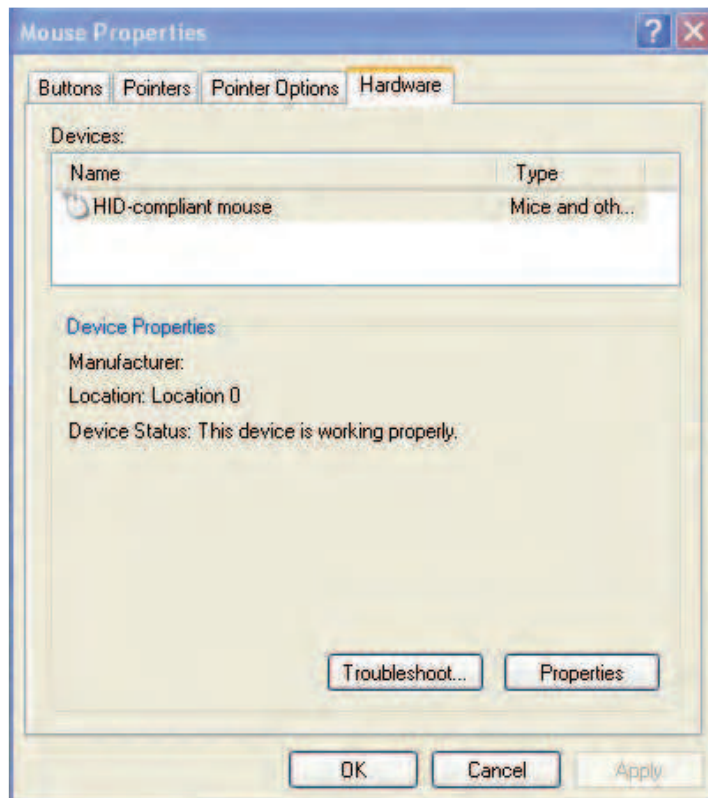 Mouse Properties ?
Buttons Pointers Pointer Options Hardware
Devices:
Name Type
HID-compliant mouse Mice and oth...
Device Properties
Manufacturer:
Location: Location 0
Device Status: This device is working properly.
Troubleshoot... Properties
OK Cancel Apply